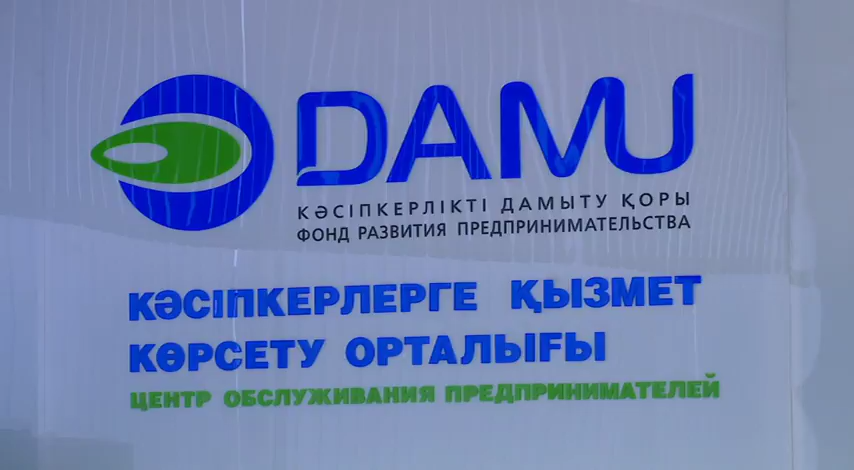 DAMU
КӘСІПКЕРЛІКТІ ДАМЫТУ ҚОРЫ
ФОНД РАЗВИТИЯ ПРЕДПРИНИМАТЕЛЬСТВА
КӘСІПКЕРЛЕРГЕ ҚЫЗМЕТ
КӨРСЕТУ ОРТАЛЫҒЫ
ЦЕНТР ОБСЛУЖИВАНИЯ ПРЕДПРИНИМАТЕЛЕЙ